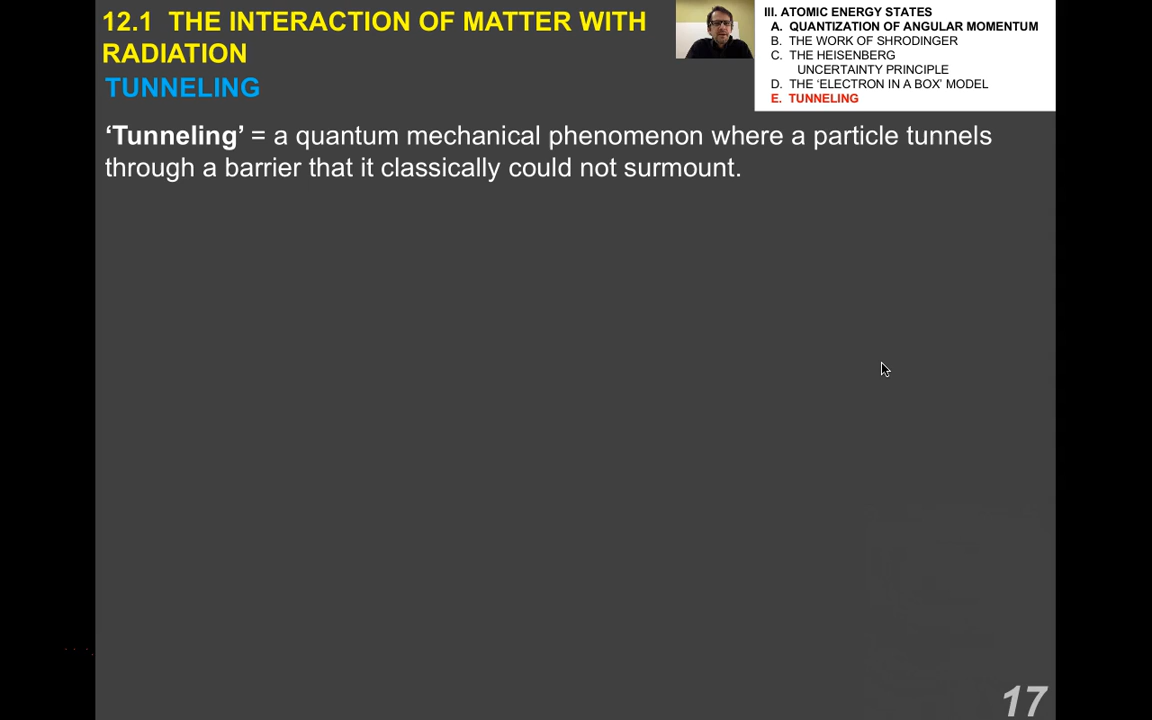 12.1 THE INTERACTION OF MATTER WITH
RADIATION
TUNNELING
III. ATOMIC ENERGY STATES
A. QUANTIZATION OF ANGULAR MOMENTUM
B. THE WORK OF SHRODINGER
C. THE HEISENBERG
UNCERTAINTY PRINCIPLE
D. THE ‘ELECTRON IN A BOX’ MODEL
E. TUNNELING
‘Tunneling’ = a quantum mechanical phenomenon where a particle tunnels
through a barrier that it classically could not surmount.
17